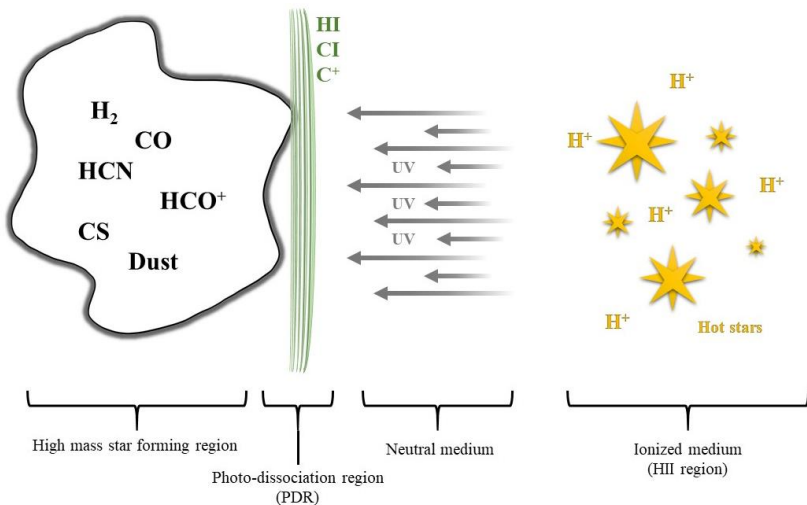 H₂
CO
HCN
HCO⁺
CS
Dust
HI
CI
C⁺
UV
UV
UV
H⁺
H⁺
H⁺
H⁺
H⁺
Hot stars
High mass star forming region
Photo-dissociation region
(PDR)
Neutral medium
Ionized medium
(HII region)